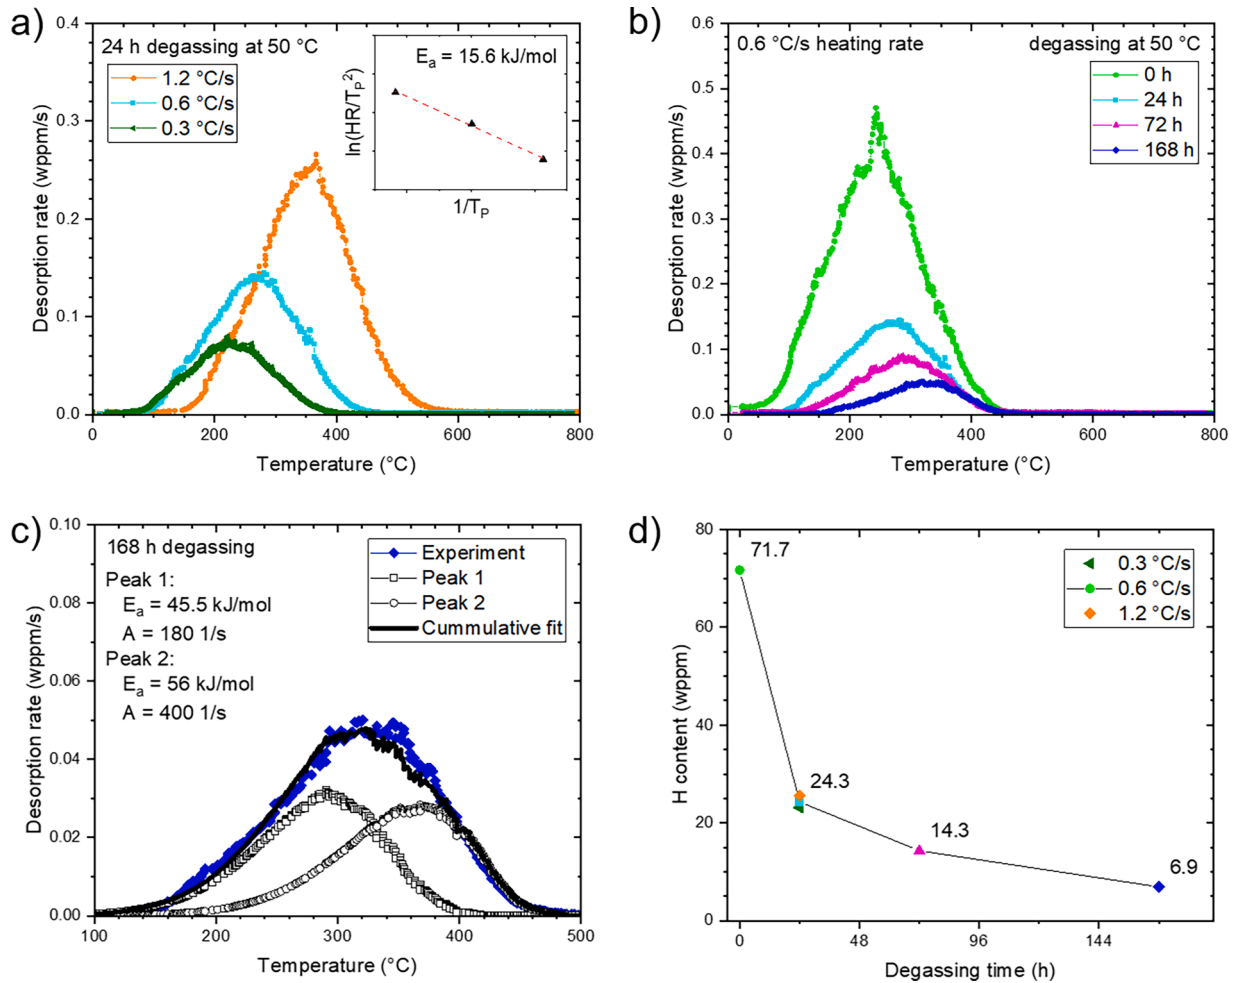 a)
24 h degassing at 50 °C
1.2 °C/s
0.6 °C/s
0.3 °C/s
Eₐ = 15.6 kJ/mol
ln(HR/T_P²)
1/T_P
Desorption rate (wppm/s)
0.4
0.3
0.2
0.1
0.0
0 200 400 600 800
Temperature (°C)
b)
0.6 °C/s heating rate
degassing at 50 °C
0 h
24 h
72 h
168 h
Desorption rate (wppm/s)
0.6
0.5
0.4
0.3
0.2
0.1
0.0
0 200 400 600 800
Temperature (°C)
c)
168 h degassing
Peak 1:
Eₐ = 45.5 kJ/mol
A = 180 1/s
Peak 2:
Eₐ = 56 kJ/mol
A = 400 1/s
Experiment
Peak 1
Peak 2
Cummulative fit
Desorption rate (wppm/s)
0.10
0.08
0.06
0.04
0.02
0.00
100 200 300 400 500
Temperature (°C)
d)
0.3 °C/s
0.6 °C/s
1.2 °C/s
71.7
24.3
14.3
6.9
H content (wppm)
80
60
40
20
0
0 48 96 144
Degassing time (h)